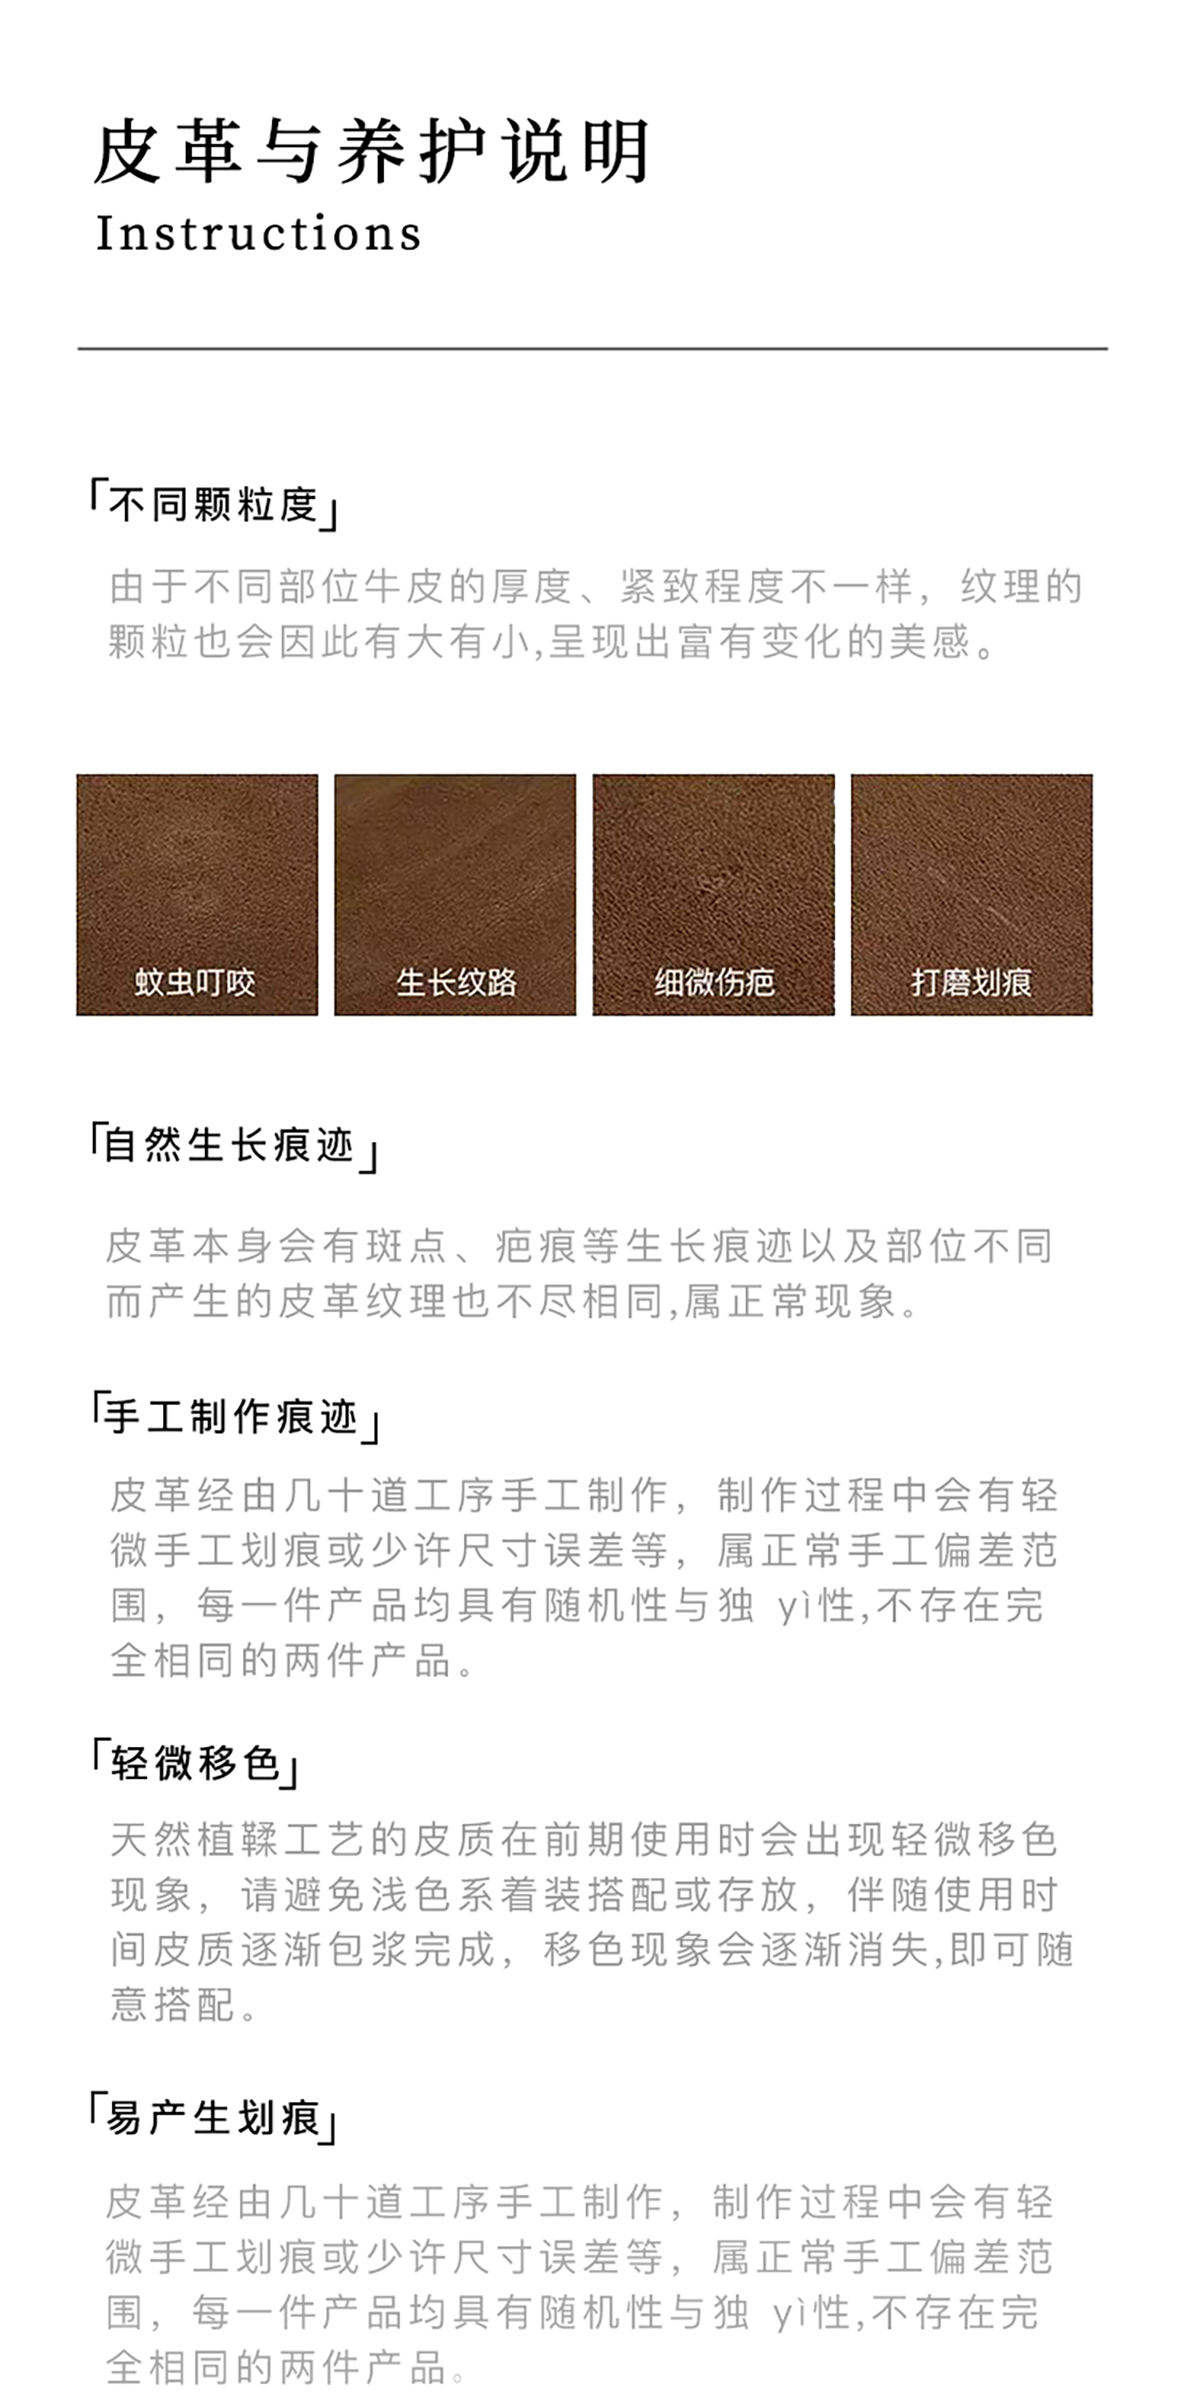 皮革与养护说明
Instructions
「不同颗粒度」
由于不同部位牛皮的厚度、紧致程度不一样，纹理的
颗粒也会因此有大有小,呈现出富有变化的美感。
蚊虫叮咬
生长纹路
细微伤疤
打磨划痕
「自然生长痕迹」
皮革本身会有斑点、疤痕等生长痕迹以及部位不同
而产生的皮革纹理也不尽相同,属正常现象。
「手工制作痕迹」
皮革经由几十道工序手工制作，制作过程中会有轻
微手工划痕或少许尺寸误差等，属正常手工偏差范
围，每一件产品均具有随机性与独 yì性,不存在完
全相同的两件产品。
「轻微移色」
天然植鞣工艺的皮质在前期使用时会出现轻微移色
现象，请避免浅色系着装搭配或存放，伴随使用时
间皮质逐渐包浆完成，移色现象会逐渐消失,即可随
意搭配。
「易产生划痕」
皮革经由几十道工序手工制作，制作过程中会有轻
微手工划痕或少许尺寸误差等，属正常手工偏差范
围，每一件产品均具有随机性与独 yì性,不存在完
全相同的两件产品。